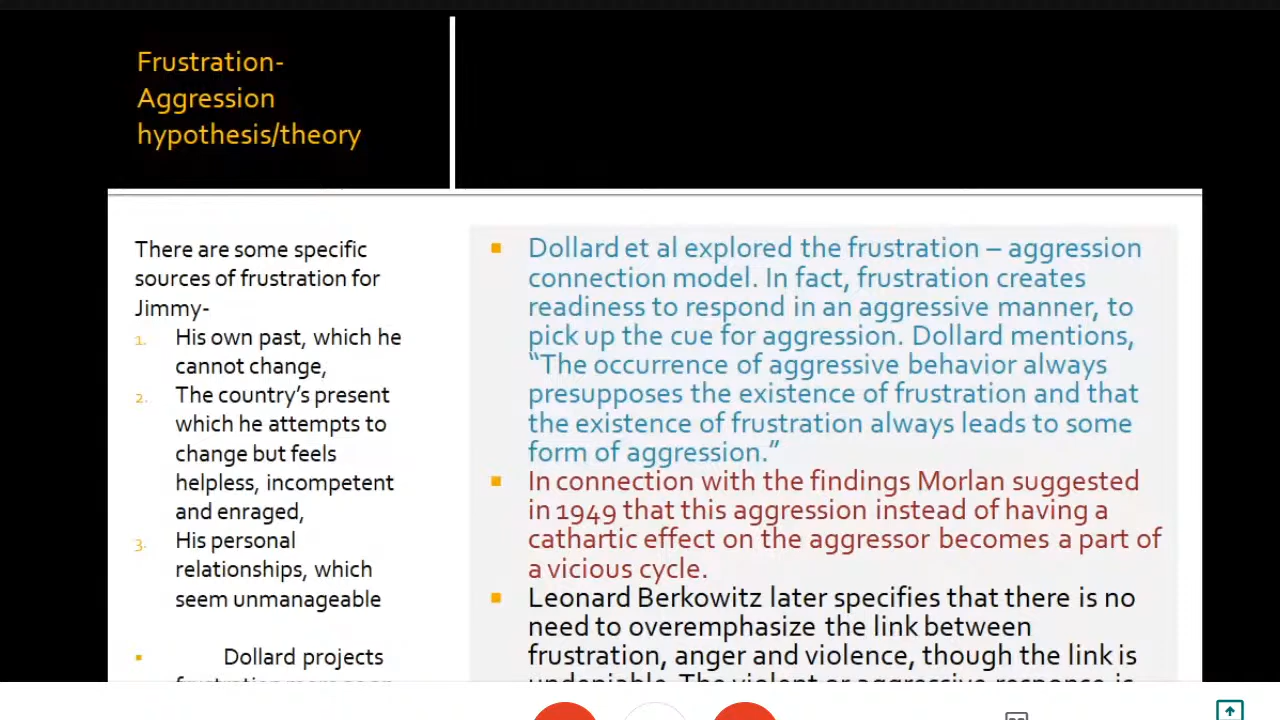 Frustration-
Aggression
hypothesis/theory
There are some specific
sources of frustration for
Jimmy-
1. His own past, which he
cannot change,
2. The country's present
which he attempts to
change but feels
helpless, incompetent
and enraged,
3. His personal
relationships, which
seem unmanageable
▪ Dollard projects
▪ Dollard et al explored the frustration – aggression
connection model. In fact, frustration creates
readiness to respond in an aggressive manner, to
pick up the cue for aggression. Dollard mentions,
“The occurrence of aggressive behavior always
presupposes the existence of frustration and that
the existence of frustration always leads to some
form of aggression.”
▪ In connection with the findings Morlan suggested
in 1949 that this aggression instead of having a
cathartic effect on the aggressor becomes a part of
a vicious cycle.
▪ Leonard Berkowitz later specifies that there is no
need to overemphasize the link between
frustration, anger and violence, though the link is
undeniable. The violent or aggressive response is